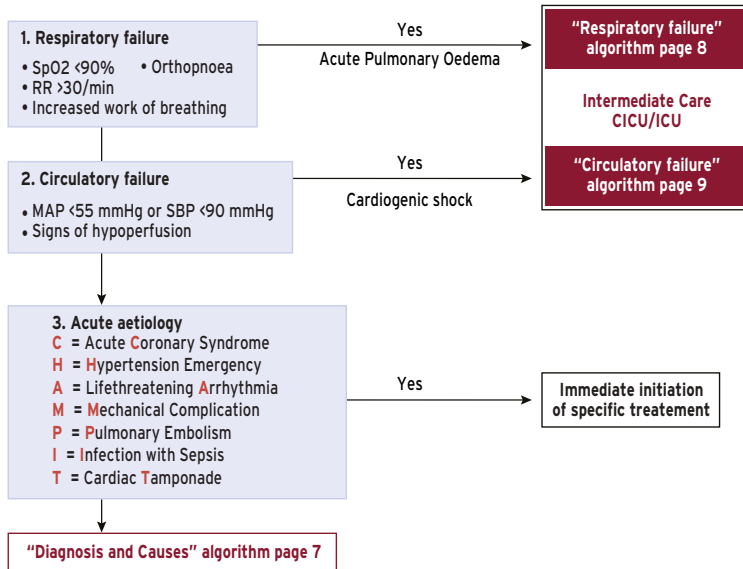 1. Respiratory failure
• SpO2 <90%   • Orthopnoea
• RR >30/min
• Increased work of breathing
Yes
Acute Pulmonary Oedema
“Respiratory failure”
algorithm page 8
Intermediate Care
CICU/ICU
“Circulatory failure”
algorithm page 9
2. Circulatory failure
• MAP <55 mmHg or SBP <90 mmHg
• Signs of hypoperfusion
Yes
Cardiogenic shock
3. Acute aetiology
C = Acute Coronary Syndrome
H = Hypertension Emergency
A = Lifethreatening Arrhythmia
M = Mechanical Complication
P = Pulmonary Embolism
I = Infection with Sepsis
T = Cardiac Tamponade
Yes
Immediate initiation
of specific treatement
“Diagnosis and Causes” algorithm page 7